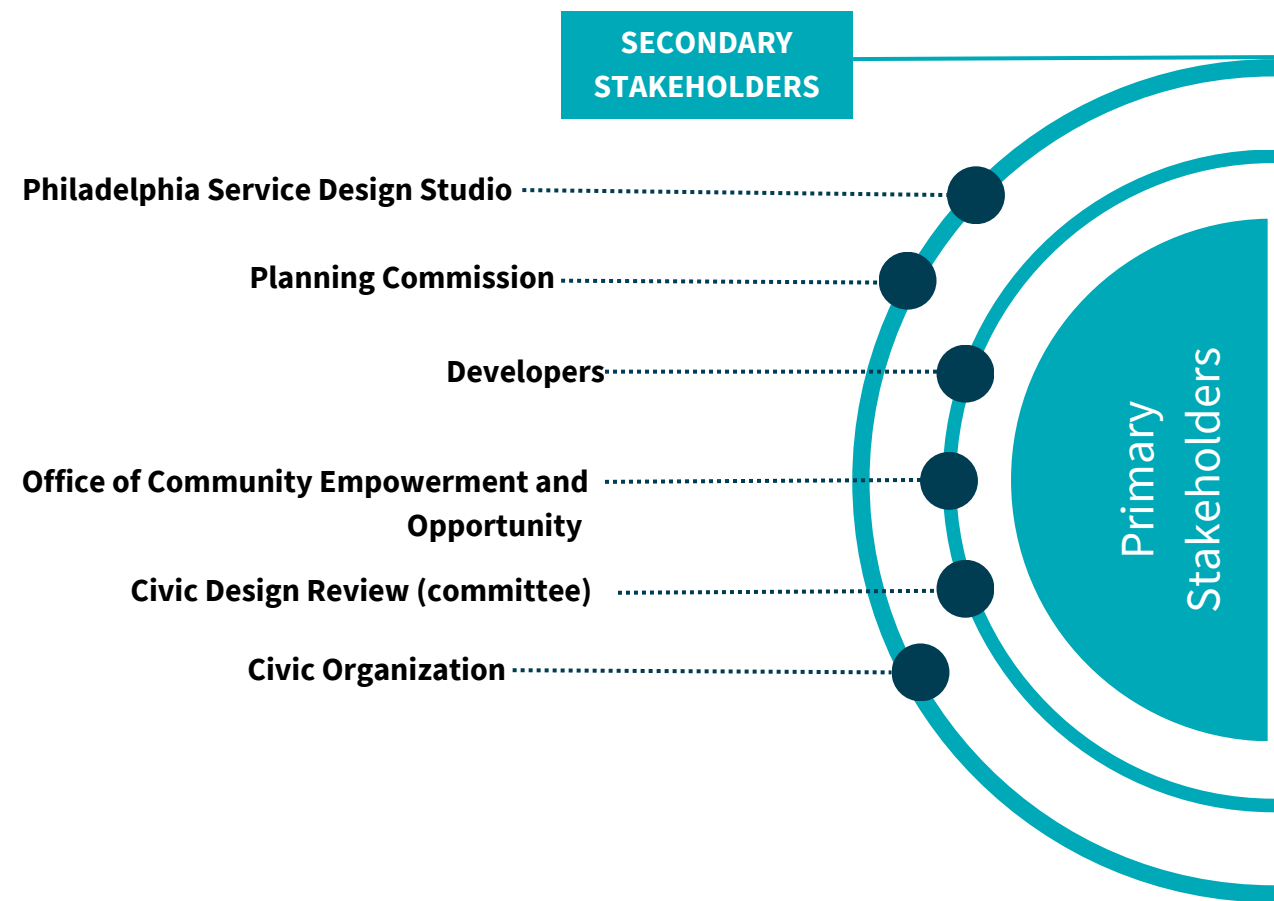 SECONDARY
STAKEHOLDERS
Philadelphia Service Design Studio
Planning Commission
Developers
Office of Community Empowerment and
Opportunity
Civic Design Review (committee)
Civic Organization
Primary
Stakeholders